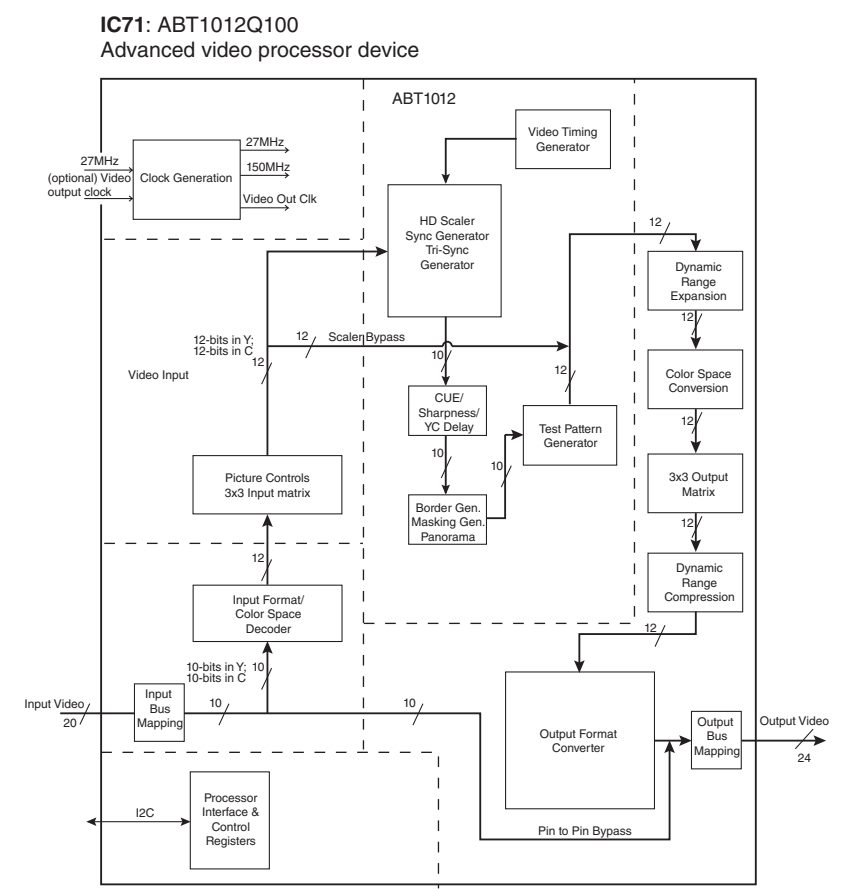 IC71: ABT1012Q100
Advanced video processor device
ABT1012
Video Timing
Generator
27MHz
(optional) Video
output clock
Clock Generation
27MHz
150MHz
Video Out Clk
HD Scaler
Sync Generator
Tri-Sync
Generator
12
Dynamic
Range
Expansion
12
12-bits in Y;
12-bits in C
12
12
Scaler Bypass
10
12
Video Input
Color Space
Conversion
12
CUE/
Sharpness/
YC Delay
10
Test Pattern
Generator
10
Picture Controls
3x3 Input matrix
3x3 Output
Matrix
12
Border Gen.
Masking Gen.
Panorama
12
Dynamic
Range
Compression
Input Format/
Color Space
Decoder
12
10-bits in Y;
10-bits in C
10
Input Video
20
Input
Bus
Mapping
10
10
Output Format
Converter
Output
Bus
Mapping
Output Video
24
I2C
Processor
Interface &
Control
Registers
Pin to Pin Bypass